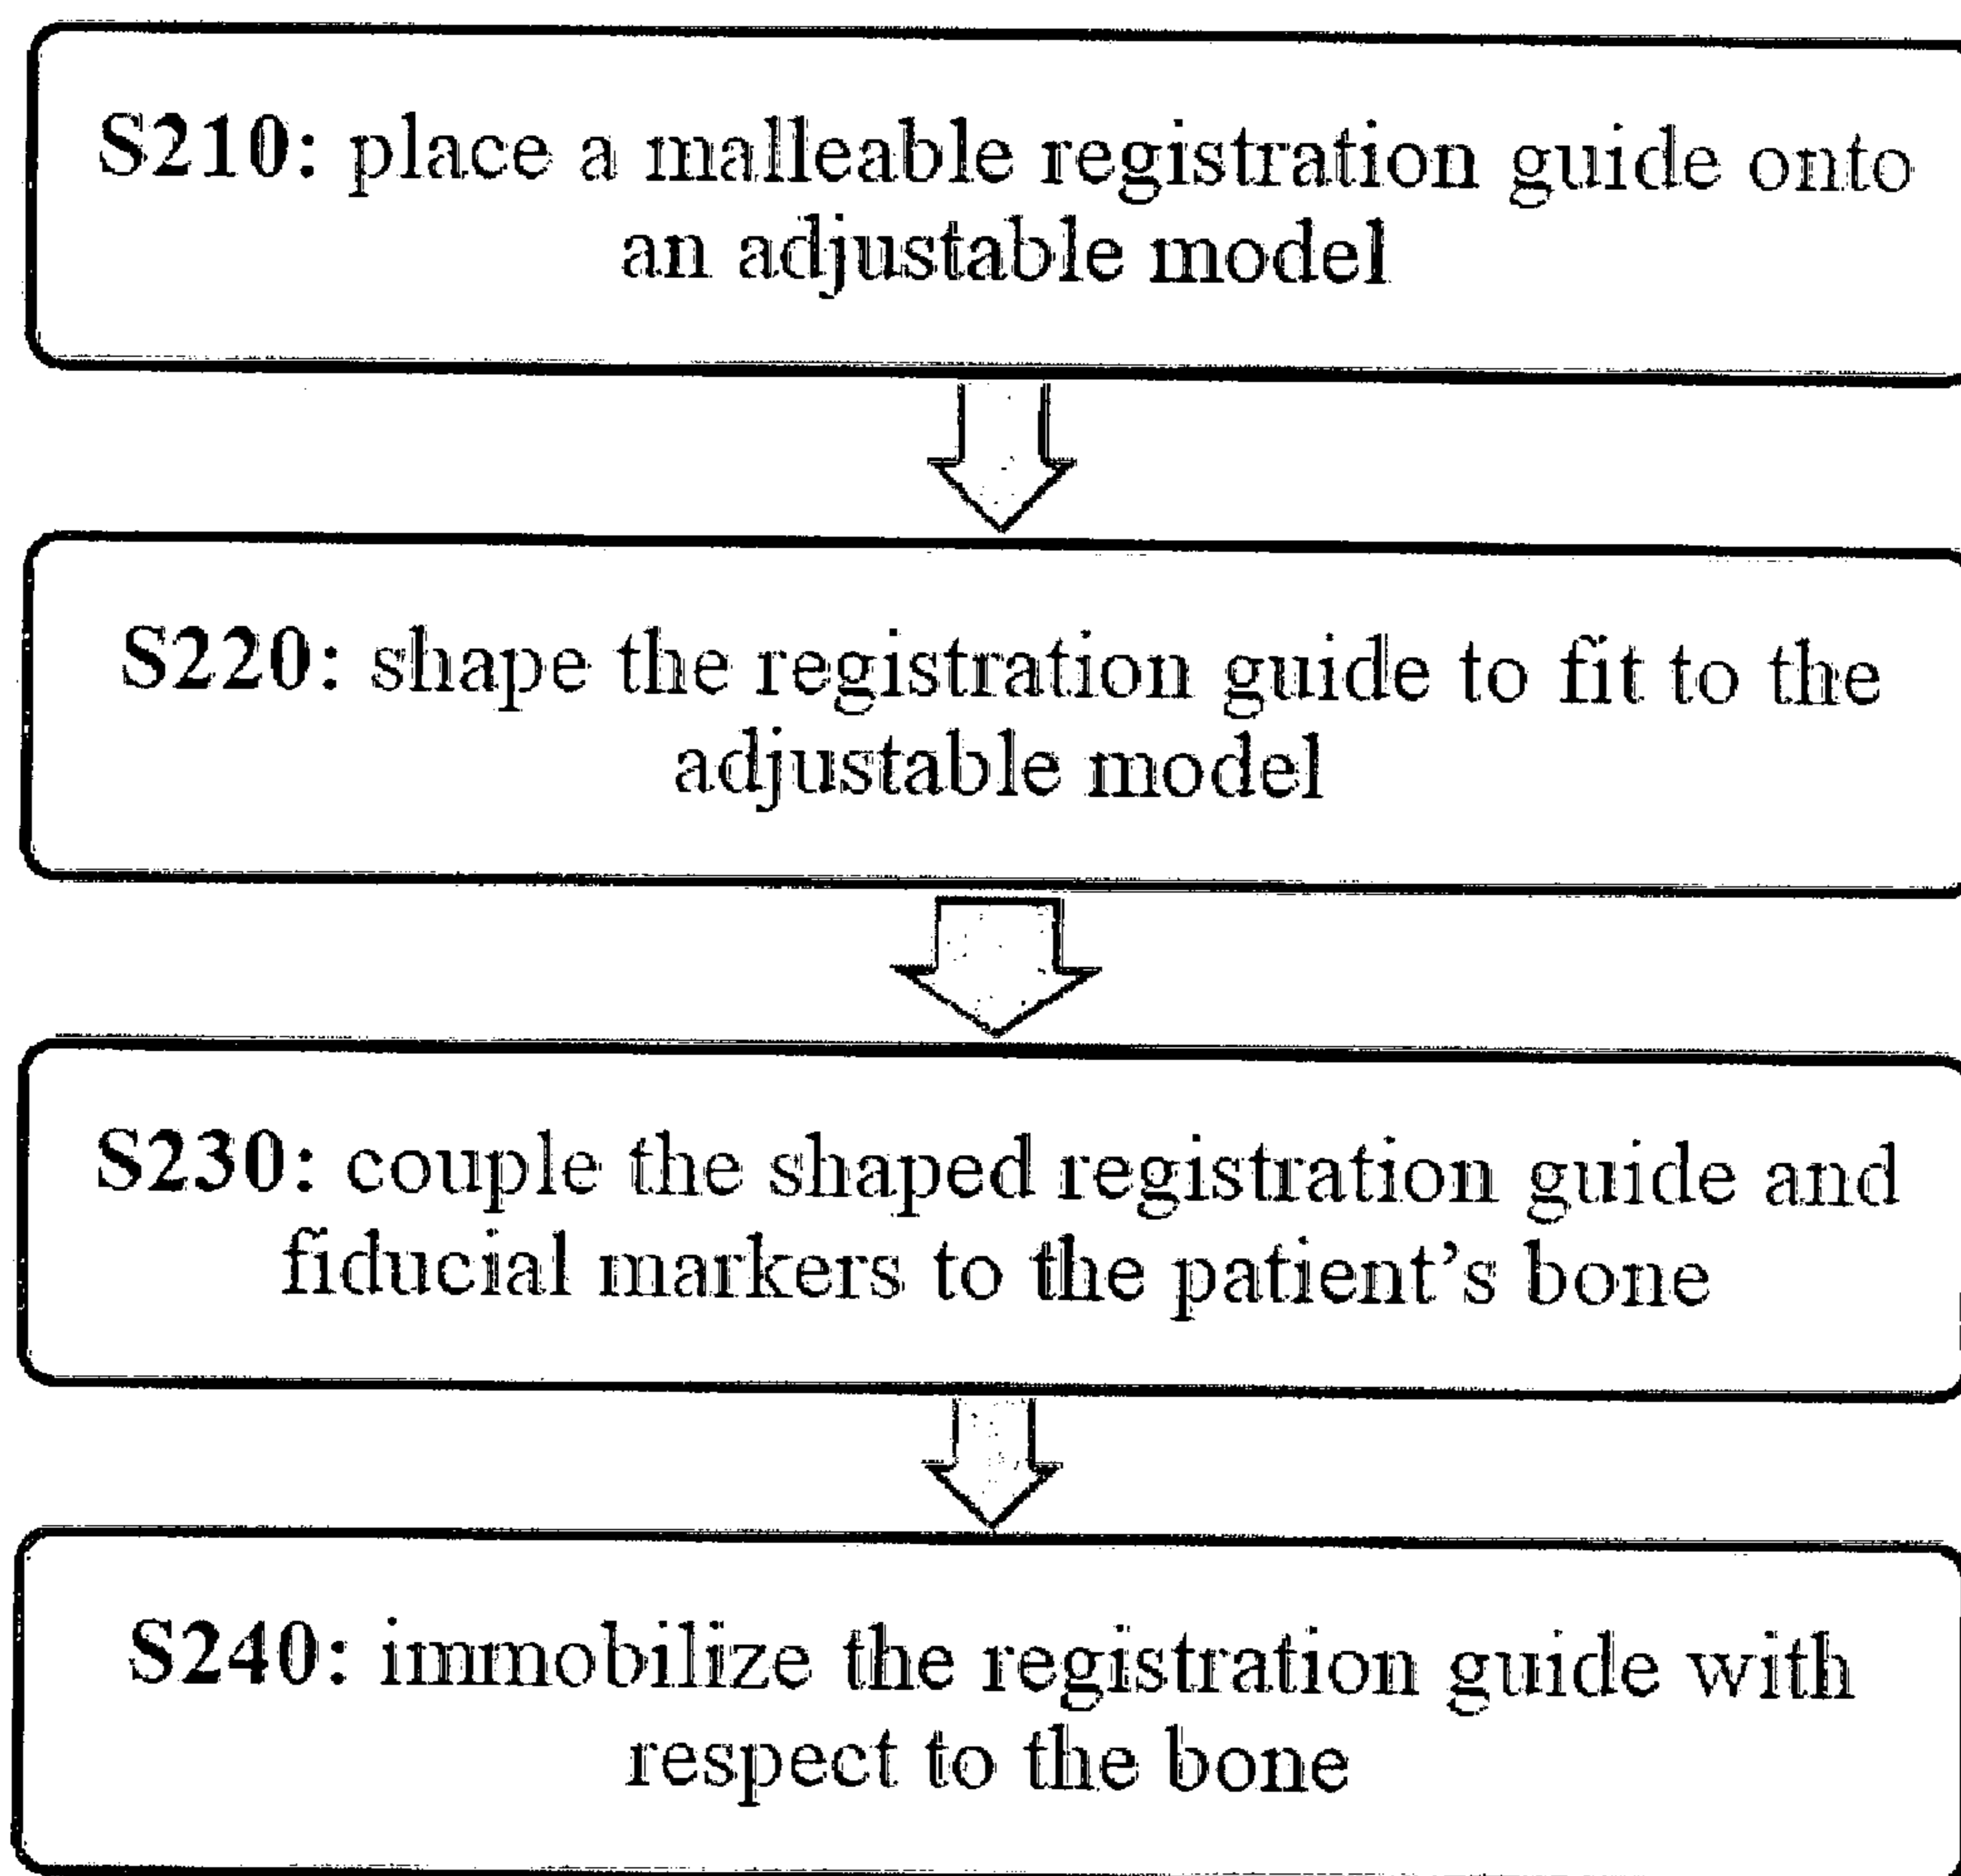 S210: place a malleable registration guide onto
an adjustable model
S220: shape the registration guide to fit to the
adjustable model
S230: couple the shaped registration guide and
fiducial markers to the patient’s bone
S240: immobilize the registration guide with
respect to the bone